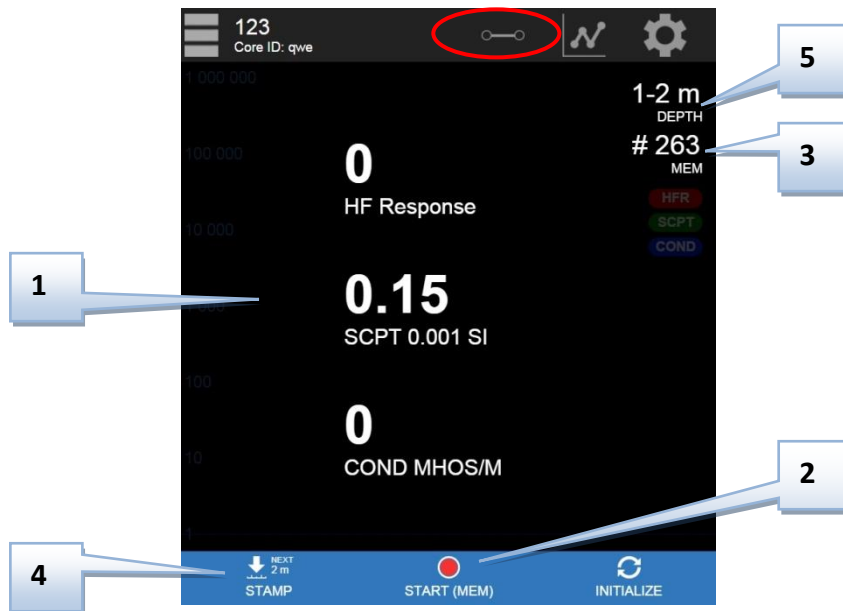 123
Core ID: qwe
5
1 000 000
1-2 m
DEPTH
# 263
MEM
3
100 000
0
HF Response
HFR
SCPT
COND
10 000
1
0.15
SCPT 0.001 SI
1 000
100
0
COND MHOS/M
10
2
1
4
NEXT
2 m
STAMP
START (MEM)
INITIALIZE